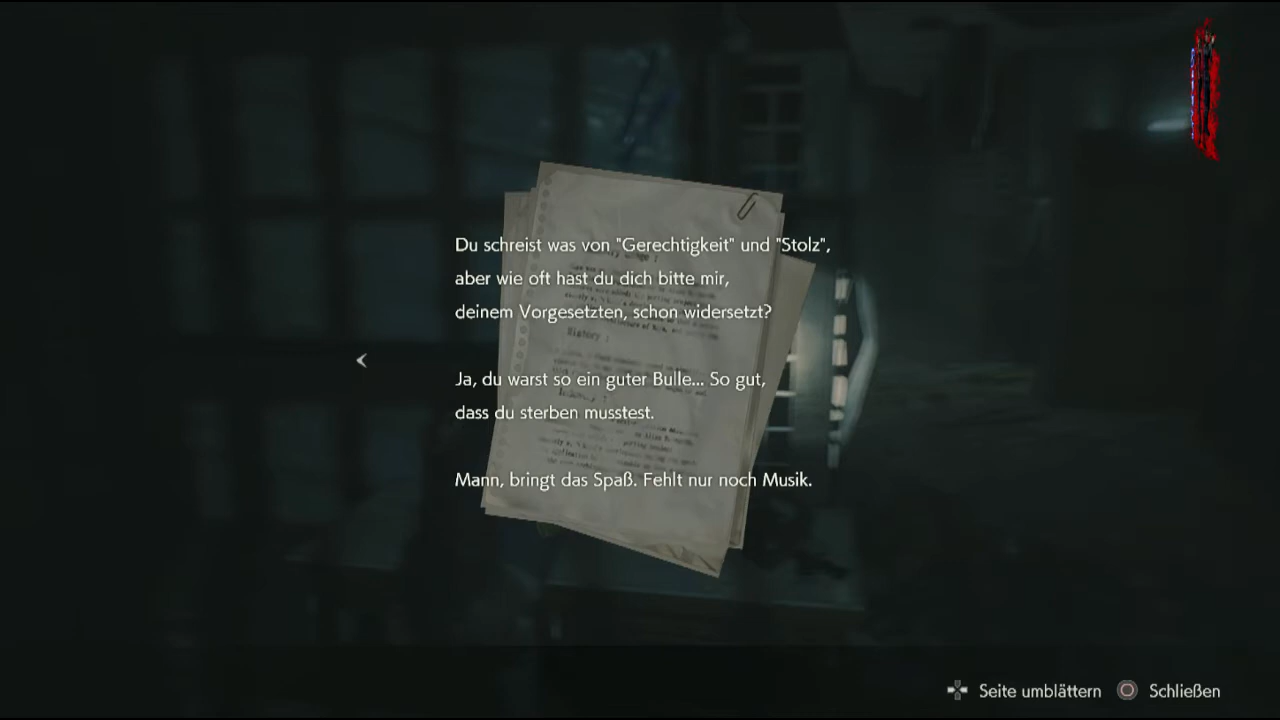 Du schreist was von "Gerechtigkeit" und "Stolz",
aber wie oft hast du dich bitte mir,
deinem Vorgesetzten, schon widersetzt?
Ja, du warst so ein guter Bulle... So gut,
dass du sterben musstest.
Mann, bringt das Spaß. Fehlt nur noch Musik.
History :
Seite umblättern
Schließen